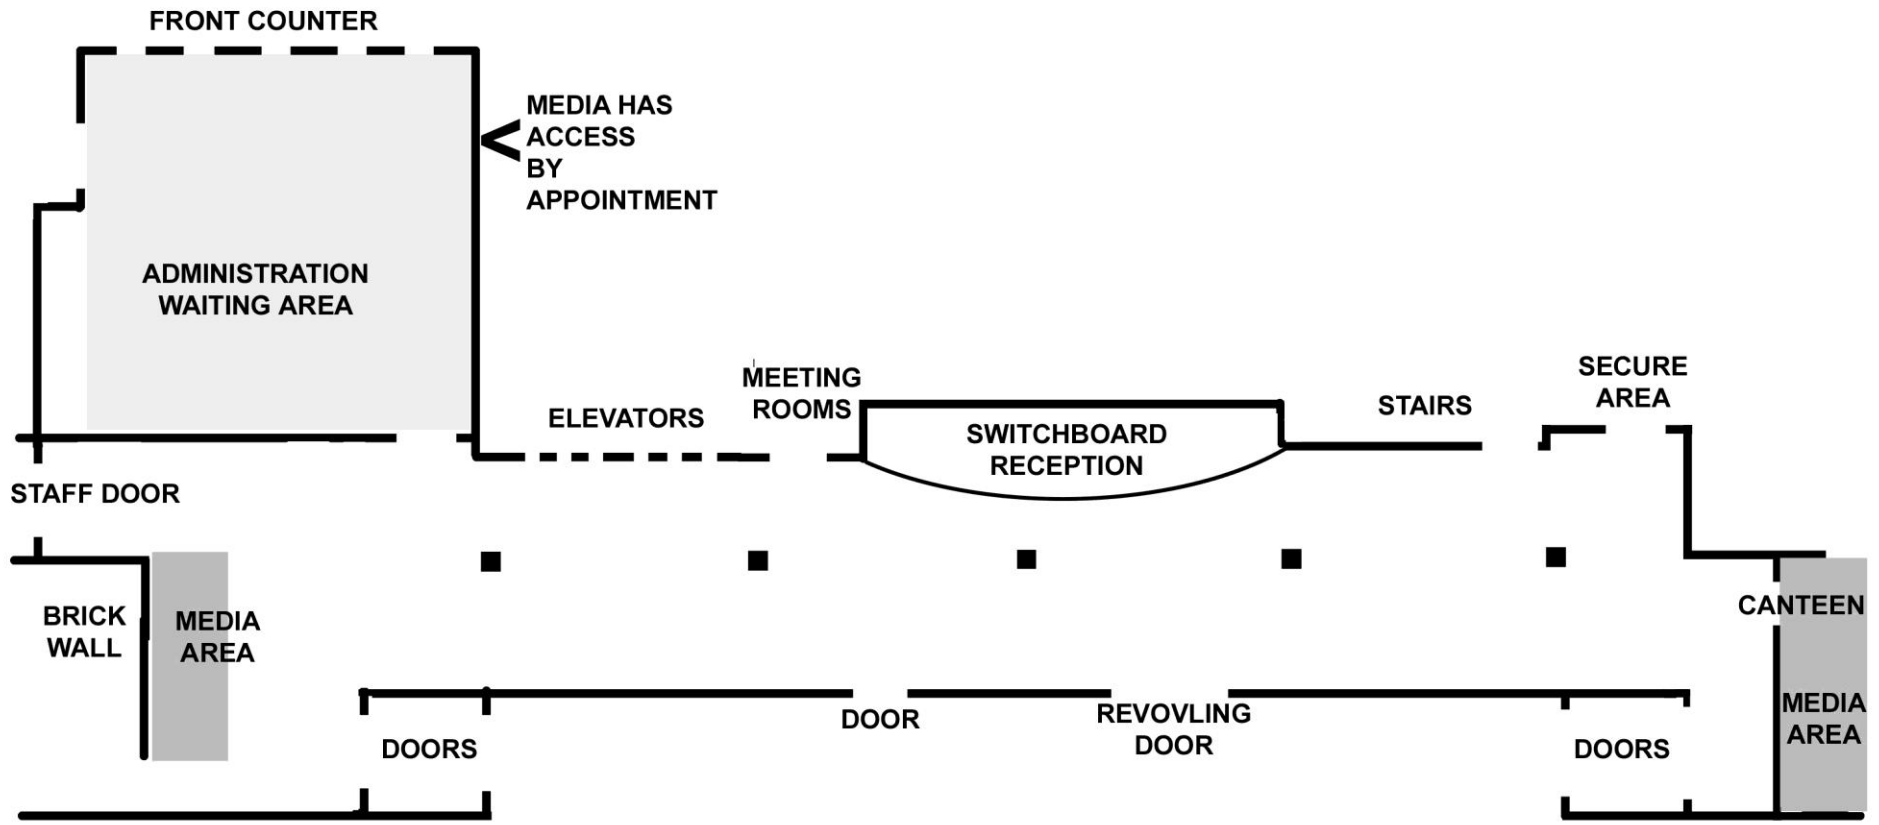 FRONT COUNTER
MEDIA HAS
ACCESS
BY
APPOINTMENT
ADMINISTRATION
WAITING AREA
ELEVATORS
MEETING
ROOMS
SWITCHBOARD
RECEPTION
STAIRS
SECURE
AREA
STAFF DOOR
BRICK
WALL
MEDIA
AREA
CANTEEN
MEDIA
AREA
DOORS
DOOR
REVOVLING
DOOR
DOORS